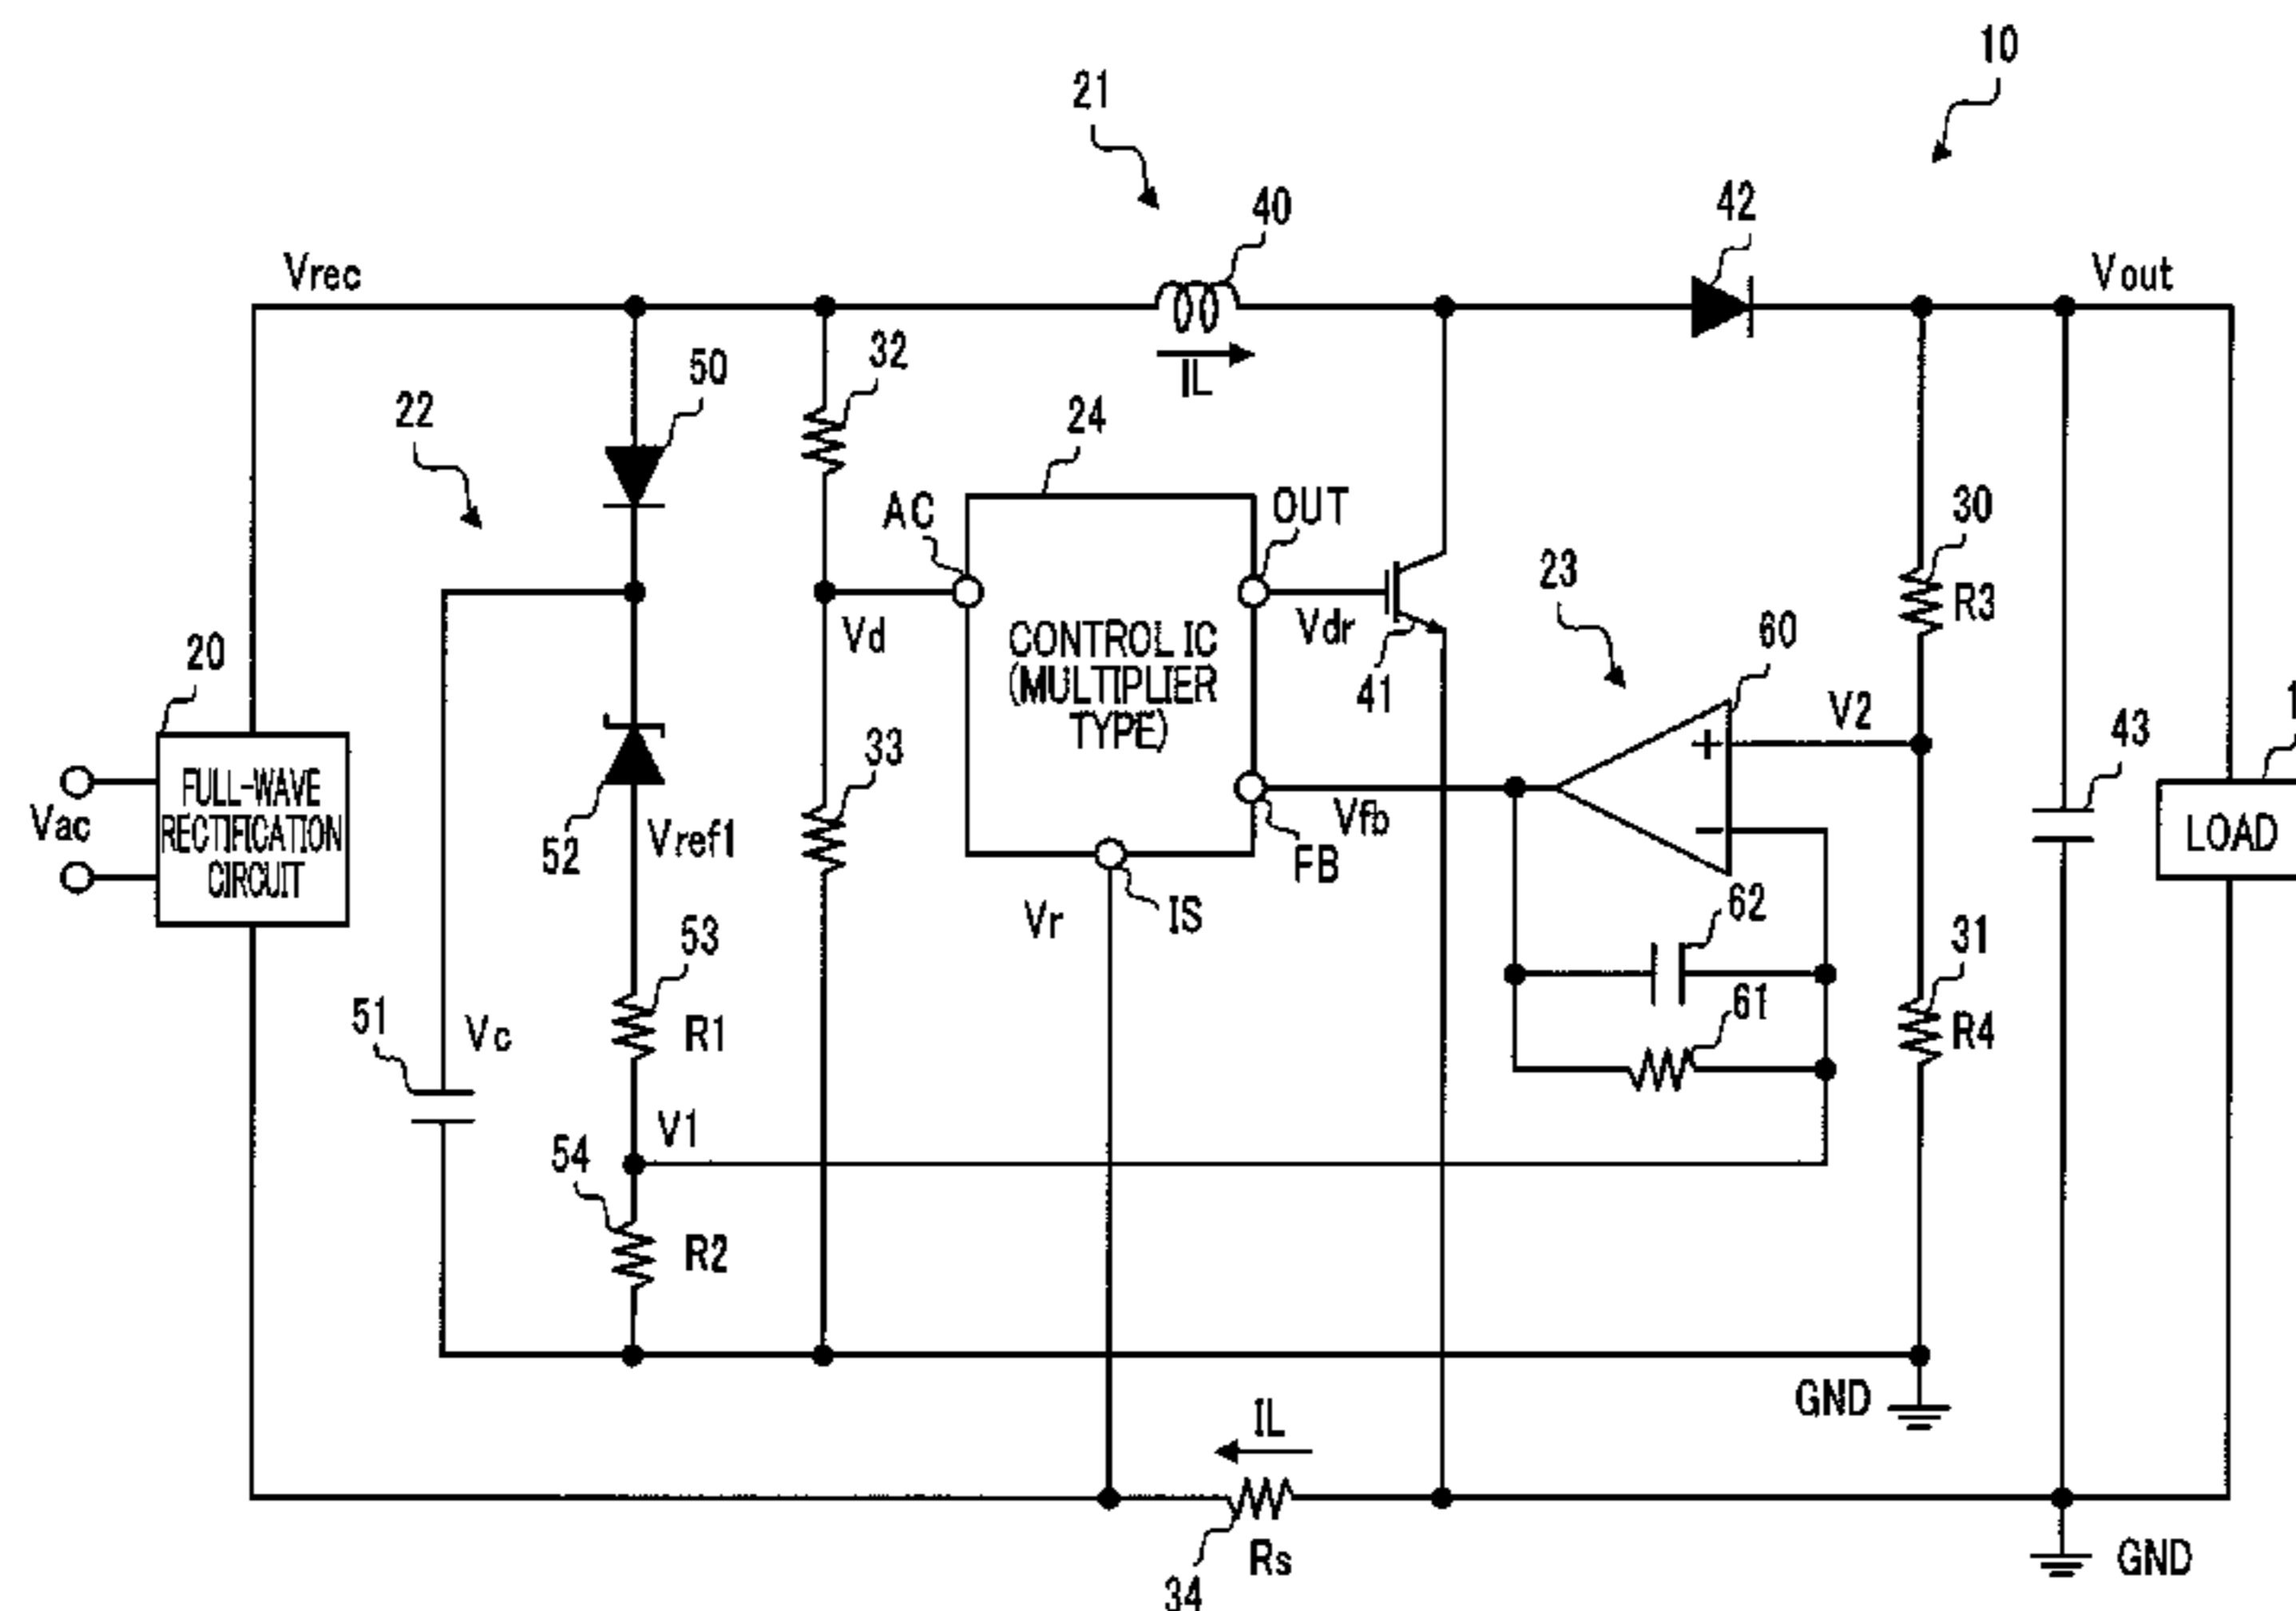 10
21
40
42
Vrec
Vout
32
50
IL
22
24
AC
OUT
30
23
Vd
CONTROL IC
(MULTIPLIER
TYPE)
Vdr
R3
60
41
20
V2
33
43
Vac
FULL-WAVE
RECTIFICATION
CIRCUIT
52
Vref1
Vfb
LOAD
FB
62
IS
Vr
53
31
61
51
Vc
R1
R4
V1
54
R2
GND
IL
Rs
34
GND